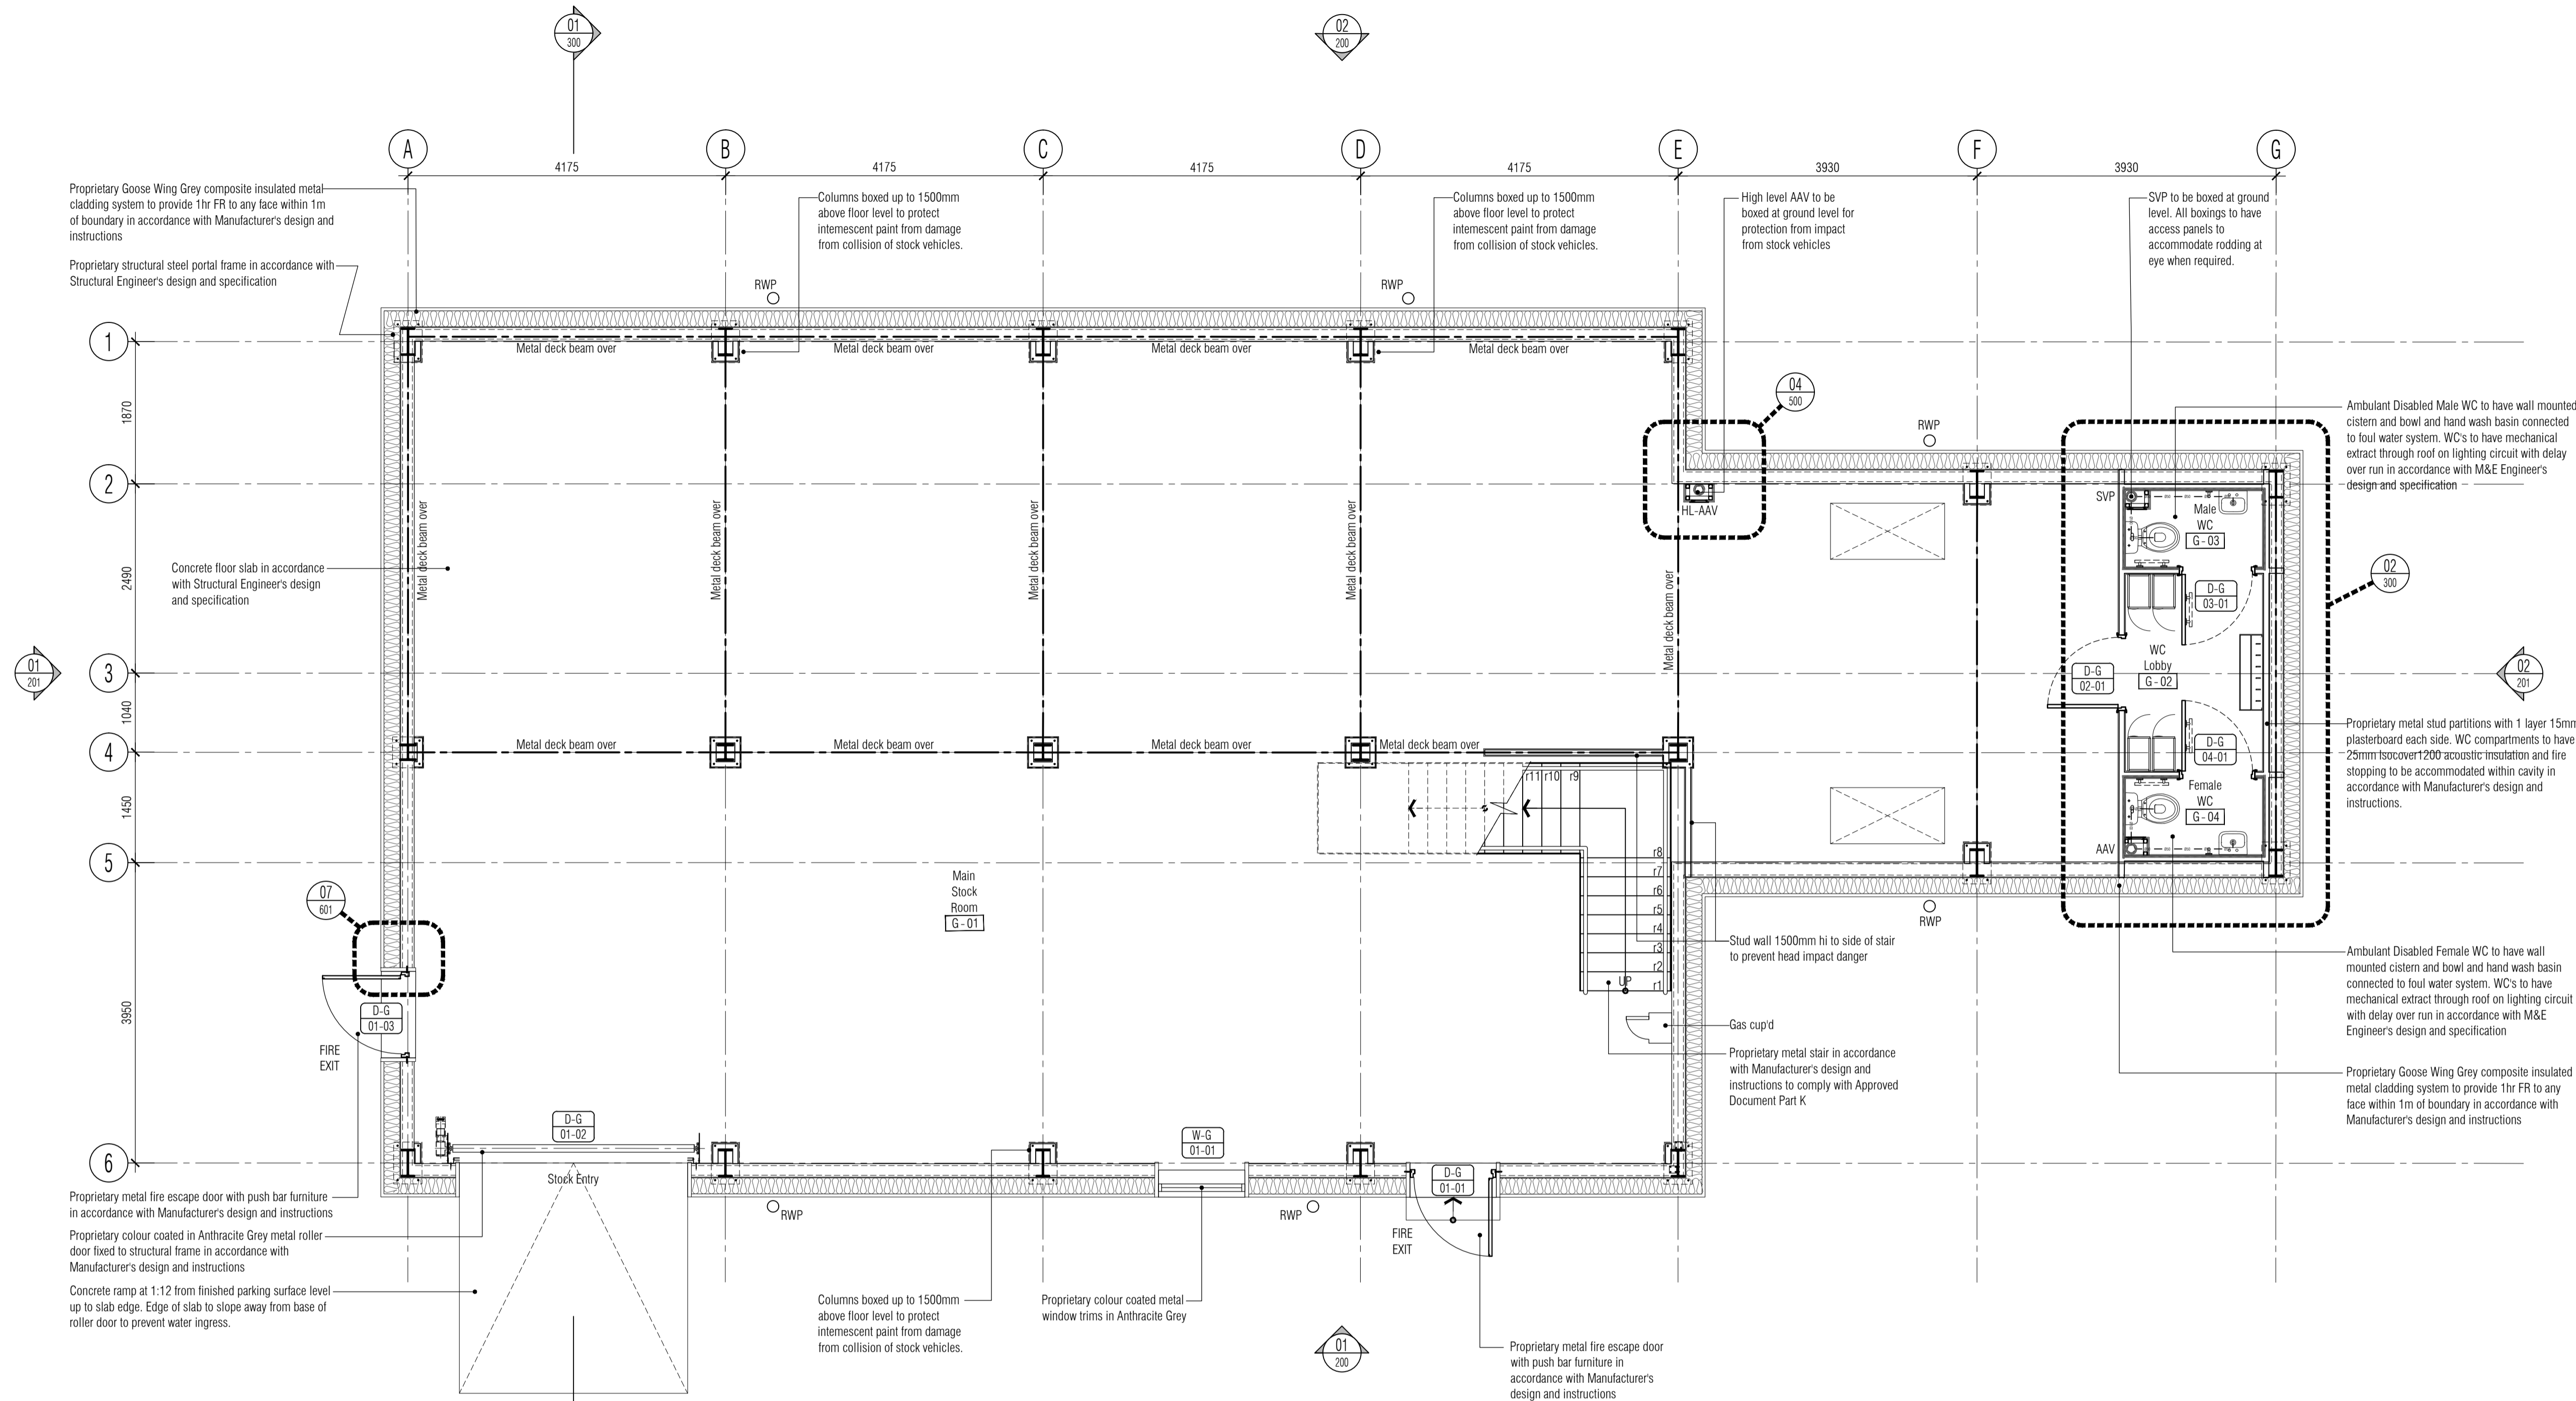 01
300
02
200
A
B
C
D
E
F
G
4175
4175
4175
4175
3930
3930
Proprietary Goose Wing Grey composite insulated metal
cladding system to provide 1hr FR to any face within 1m
of boundary in accordance with Manufacturer's design and
instructions
Proprietary structural steel portal frame in accordance with
Structural Engineer's design and specification
Columns boxed up to 1500mm
above floor level to protect
intemescent paint from damage
from collision of stock vehicles.
Columns boxed up to 1500mm
above floor level to protect
intemescent paint from damage
from collision of stock vehicles.
High level AAV to be
boxed at ground level for
protection from impact
from stock vehicles
SVP to be boxed at ground
level. All boxings to have
access panels to
accommodate rodding at
eye when required.
RWP
RWP
1
Metal deck beam over
Metal deck beam over
Metal deck beam over
Metal deck beam over
1870
04
500
RWP
Ambulant Disabled Male WC to have wall mounted
cistern and bowl and hand wash basin connected
to foul water system. WC's to have mechanical
extract through roof on lighting circuit with delay
over run in accordance with M&E Engineer's
design and specification
2
HL-AAV
SVP
Male
WC
G - 03
Metal deck beam over
Metal deck beam over
Metal deck beam over
Metal deck beam over
Metal deck beam over
Concrete floor slab in accordance
with Structural Engineer's design
and specification
2490
02
300
D-G
03-01
01
201
3
WC
Lobby
G - 02
D-G
02-01
02
201
1040
Proprietary metal stud partitions with 1 layer 15mm
plasterboard each side. WC compartments to have
25mm Isocover1200 acoustic insulation and fire
stopping to be accommodated within cavity in
accordance with Manufacturer's design and
instructions.
4
Metal deck beam over
Metal deck beam over
Metal deck beam over
Metal deck beam over
D-G
04-01
r11
r10
r9
1450
Female
WC
G - 04
AAV
5
r8
r7
r6
r5
r4
r3
r2
r1
UP
Main
Stock
Room
G - 01
07
601
RWP
Stud wall 1500mm hi to side of stair
to prevent head impact danger
Ambulant Disabled Female WC to have wall
mounted cistern and bowl and hand wash basin
connected to foul water system. WC's to have
mechanical extract through roof on lighting circuit
with delay over run in accordance with M&E
Engineer's design and specification
3950
D-G
01-03
FIRE
EXIT
Gas cup'd
Proprietary metal stair in accordance
with Manufacturer's design and
instructions to comply with Approved
Document Part K
Proprietary Goose Wing Grey composite insulated
metal cladding system to provide 1hr FR to any
face within 1m of boundary in accordance with
Manufacturer's design and instructions
D-G
01-02
W-G
01-01
6
Stock Entry
D-G
01-01
Proprietary metal fire escape door with push bar furniture
in accordance with Manufacturer's design and instructions
RWP
RWP
FIRE
EXIT
Proprietary colour coated in Anthracite Grey metal roller
door fixed to structural frame in accordance with
Manufacturer's design and instructions
Concrete ramp at 1:12 from finished parking surface level
up to slab edge. Edge of slab to slope away from base of
roller door to prevent water ingress.
Columns boxed up to 1500mm
above floor level to protect
intemescent paint from damage
from collision of stock vehicles.
Proprietary colour coated metal
window trims in Anthracite Grey
01
200
Proprietary metal fire escape door
with push bar furniture in
accordance with Manufacturer's
design and instructions